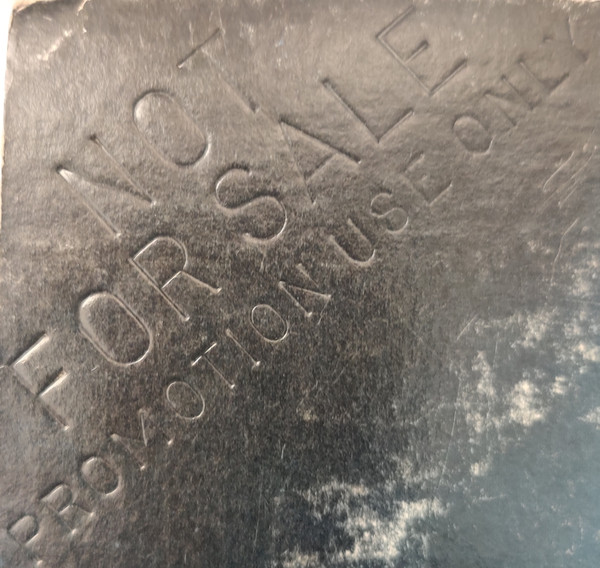 NOT
FOR SALE
PROMOTION USE ONLY